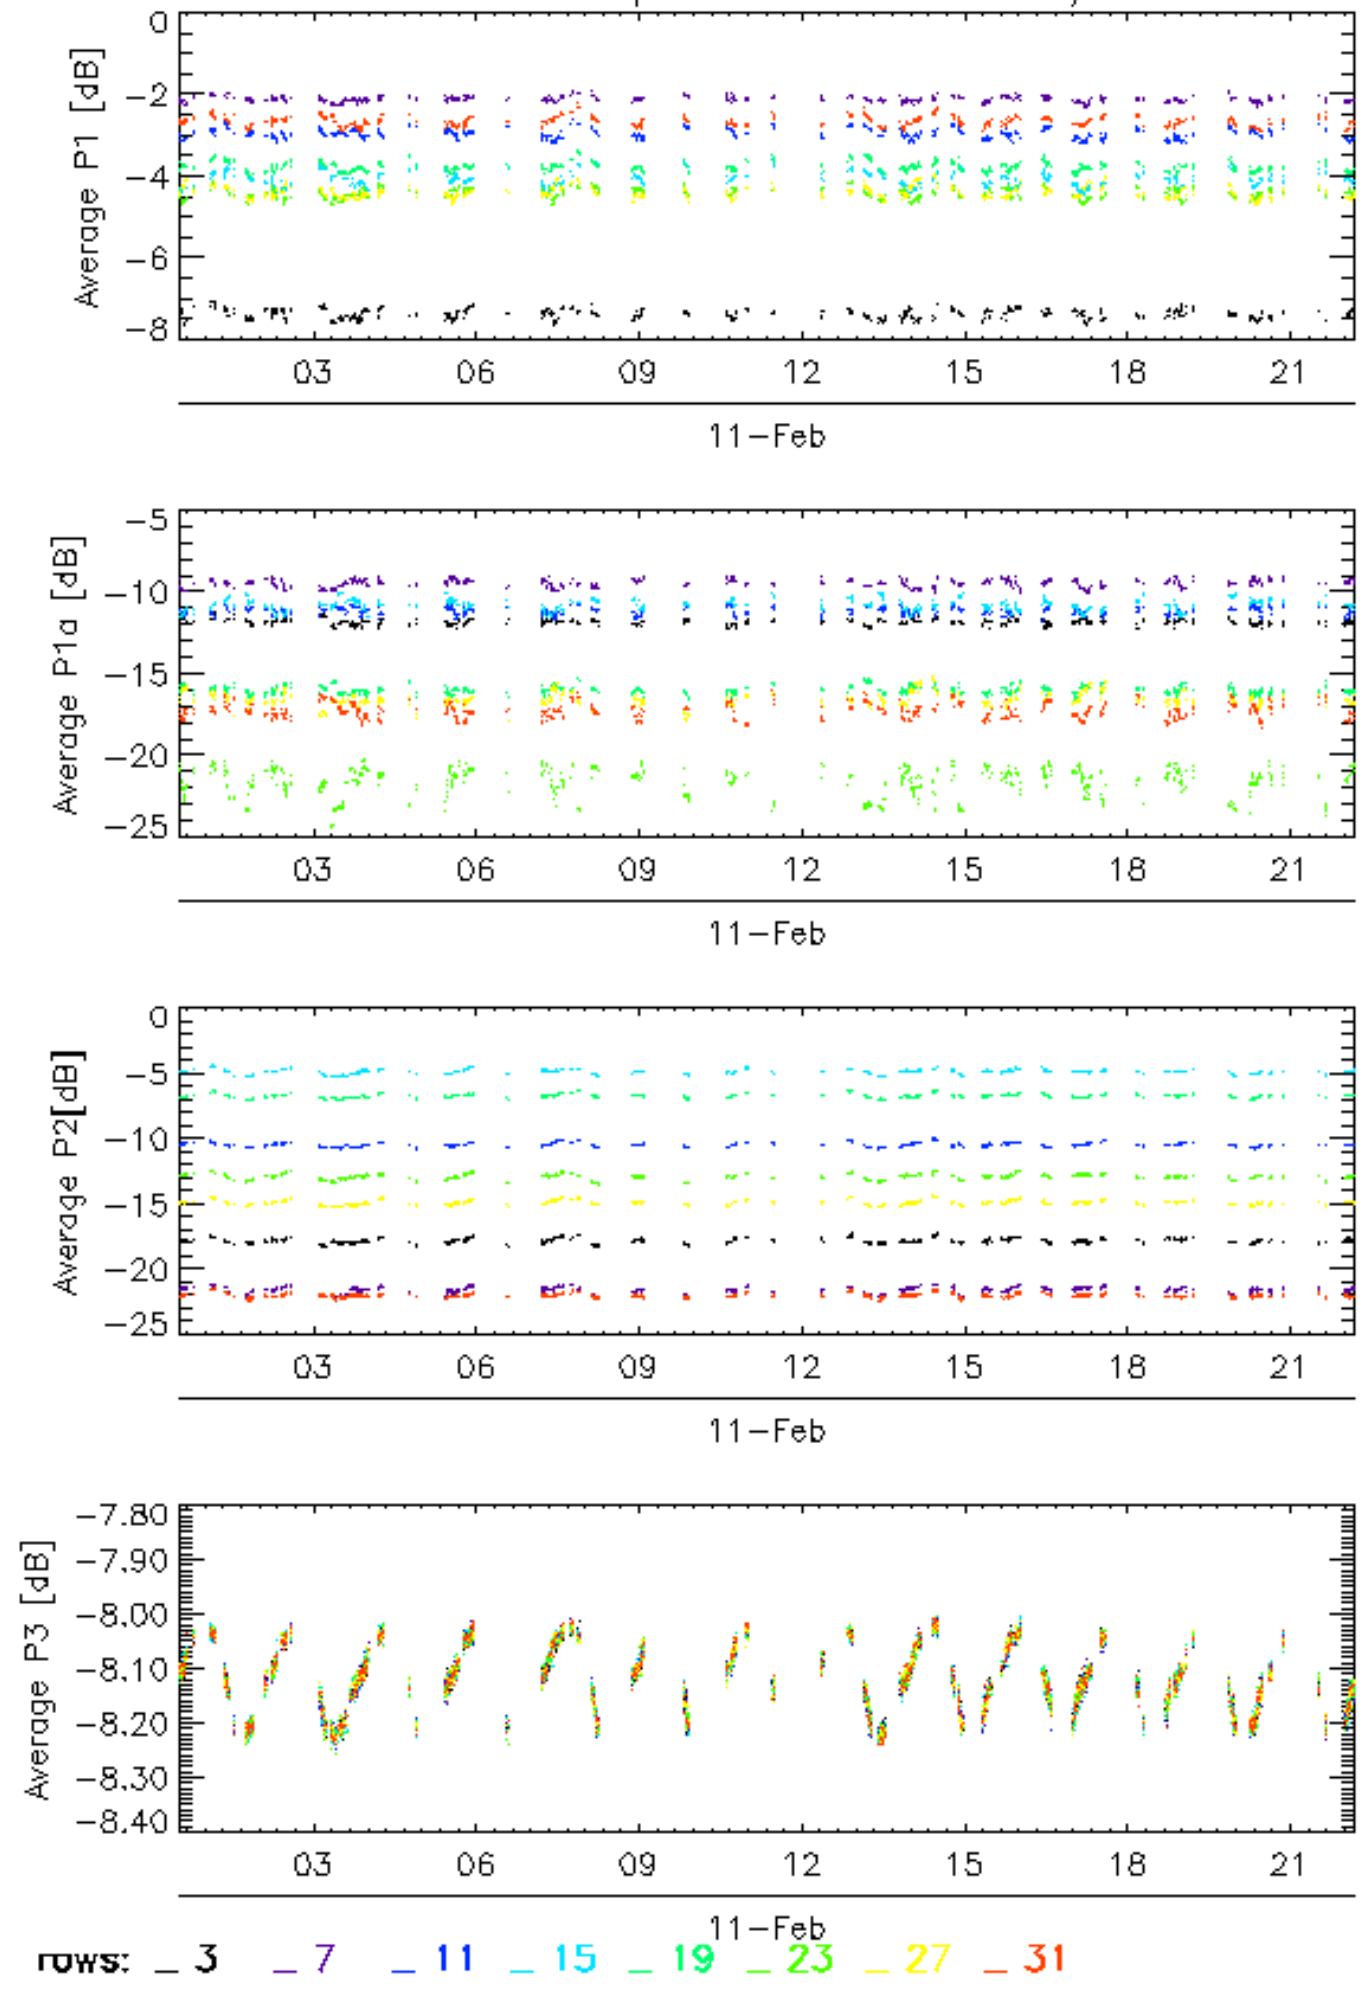 Average P1 [dB]
0
−2
−4
−6
−8
03 06 09 12 15 18 21
11−Feb
Average P1a [dB]
−5
−10
−15
−20
−25
03 06 09 12 15 18 21
11−Feb
Average P2[dB]
0
−5
−10
−15
−20
−25
03 06 09 12 15 18 21
11−Feb
Average P3 [dB]
−7.80
−7.90
−8.00
−8.10
−8.20
−8.30
−8.40
03 06 09 12 15 18 21
11−Feb
rows: _ 3 _ 7 _ 11 _ 15 _ 19 _ 23 _ 27 _ 31